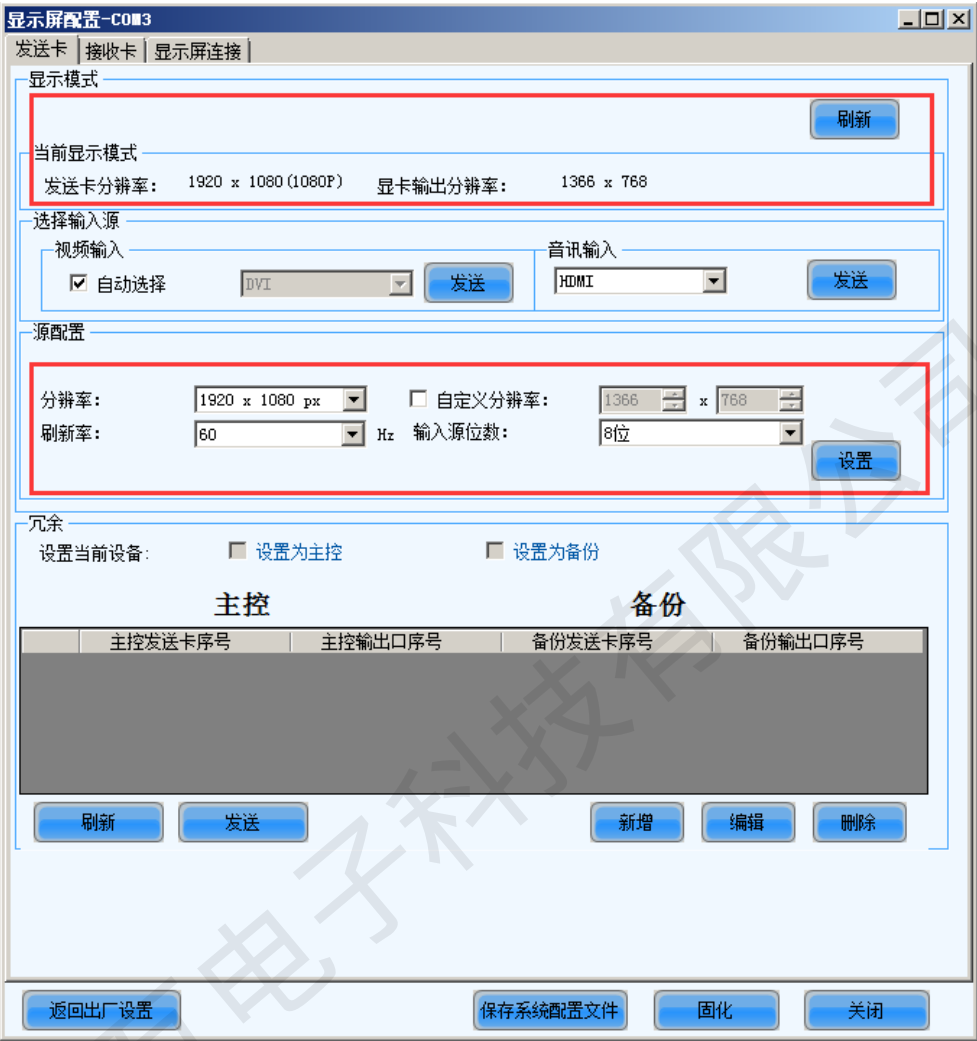 显示屏配置-COM3
发送卡 接收卡 显示屏连接
显示模式
刷新
当前显示模式
发送卡分辨率: 1920 x 1080(1080P) 显卡输出分辨率: 1366 x 768
选择输入源
视频输入 音讯输入
自动选择 DVI 发送 HDMI 发送
源配置
分辨率: 1920 x 1080 px 自定义分辨率: 1366 x 768
刷新率: 60 Hz 输入源位数: 8位
设置
冗余
设置当前设备: 设置为主控 设置为备份
主控 备份
主控发送卡序号 主控输出口序号 备份发送卡序号 备份输出口序号
刷新 发送 新增 编辑 删除
返回出厂设置 保存系统配置文件 固化 关闭
电子科技有限公司